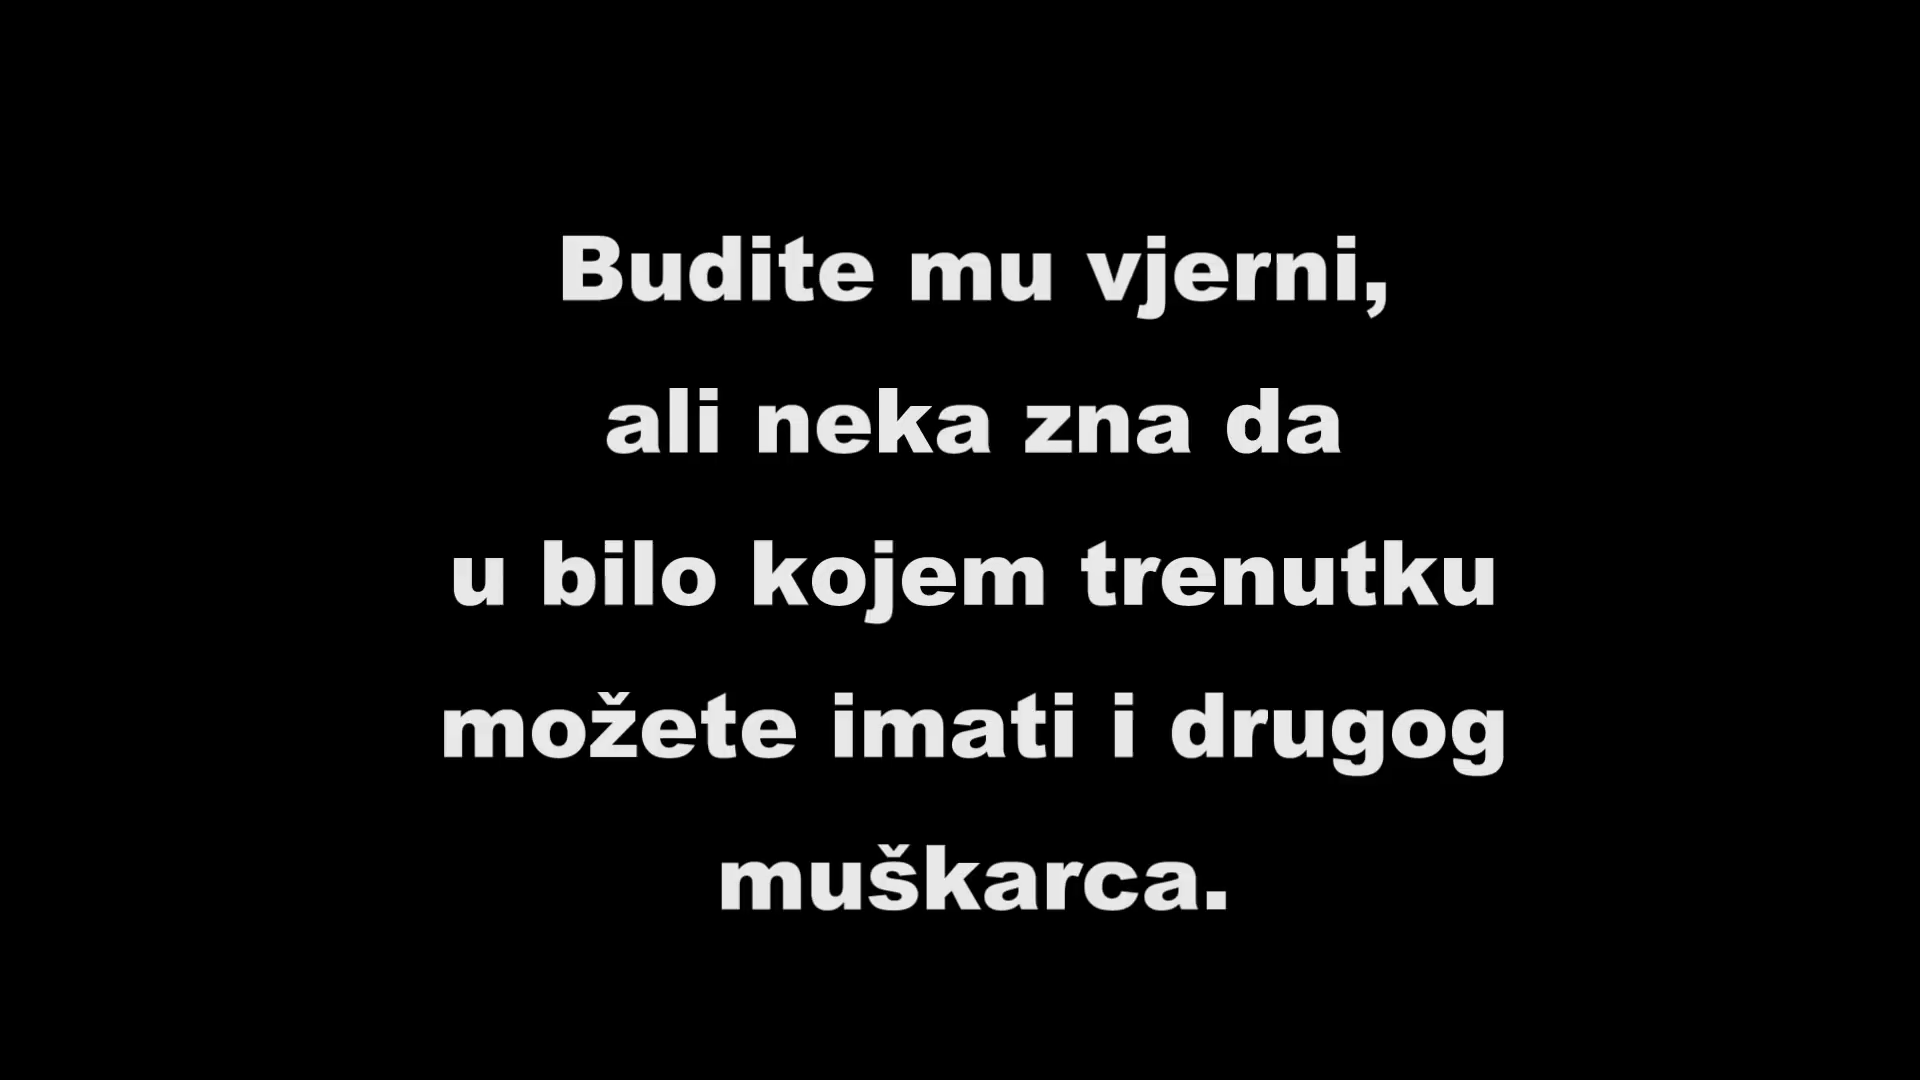 Budite mu vjerni,
ali neka zna da
u bilo kojem trenutku
možete imati i drugog
muškarca.